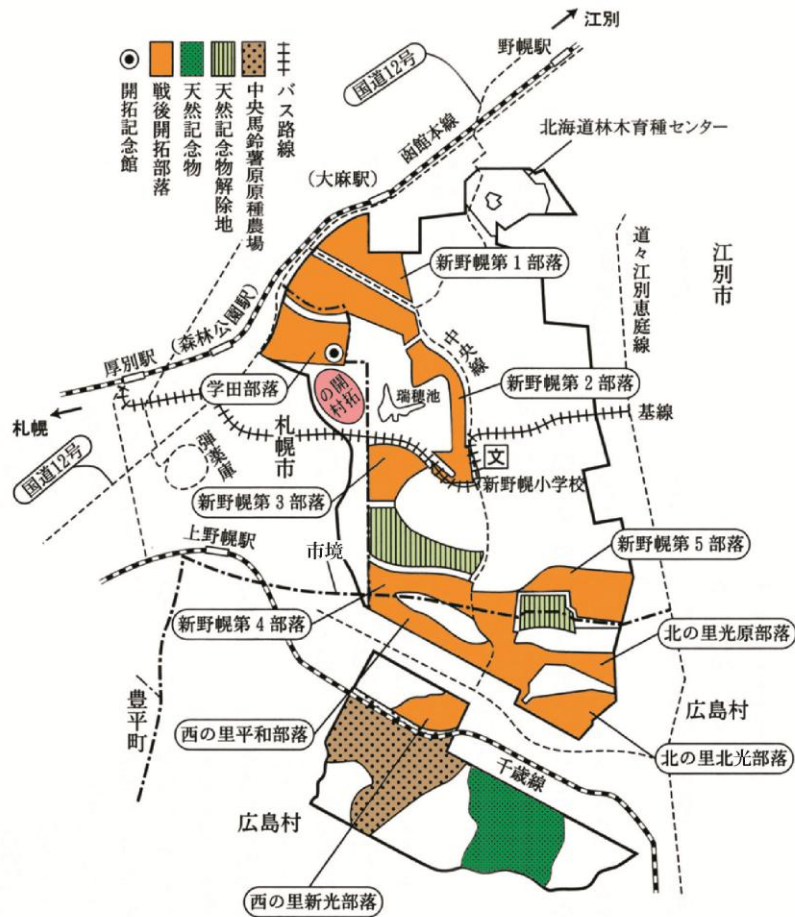 江別
野幌駅
国道12号
函館本線
北海道林木育種センター
(大麻駅)
バス路線
中央馬鈴薯原原種農場
天然記念物解除地
天然記念物
戦後開拓部落
開拓記念館
新野幌第1部落
道々江別恵庭線
江別市
(森林公園駅)
厚別駅
中央線
学田部落
開拓の村
瑞穂池
新野幌第2部落
札幌
札幌市
基線
弾薬庫
文
国道12号
新野幌小学校
新野幌第3部落
上野幌駅
市境
新野幌第5部落
新野幌第4部落
北の里光原部落
豊平町
広島村
西の里平和部落
北の里北光部落
千歳線
広島村
西の里新光部落